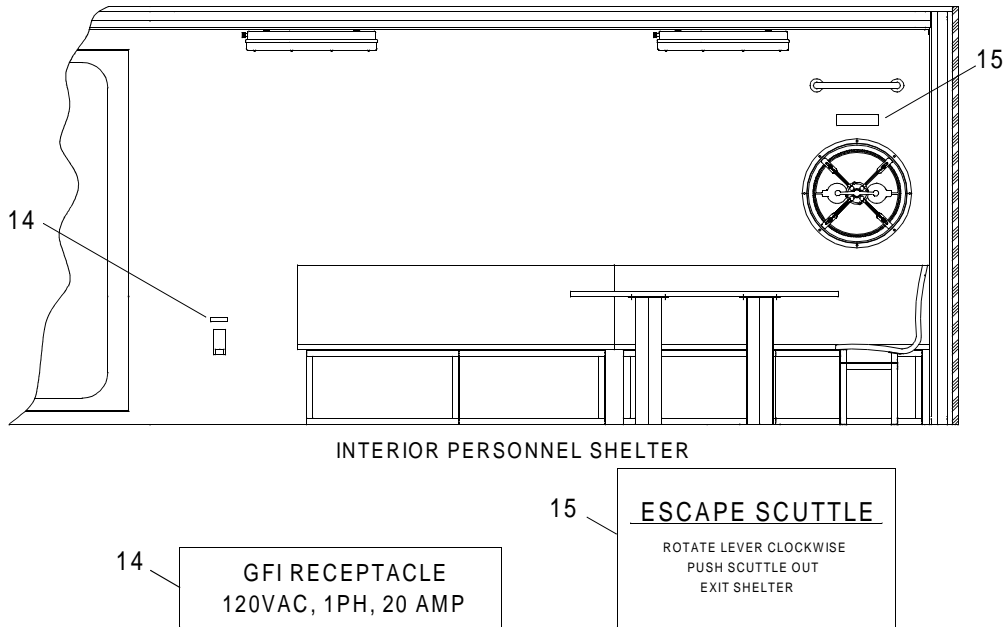 15
14
INTERIOR PERSONNEL SHELTER
15
ESCAPE SCUTTLE
ROTATE LEVER CLOCKWISE
PUSH SCUTTLE OUT
EXIT SHELTER
14
GFI RECEPTACLE
120VAC, 1PH, 20 AMP